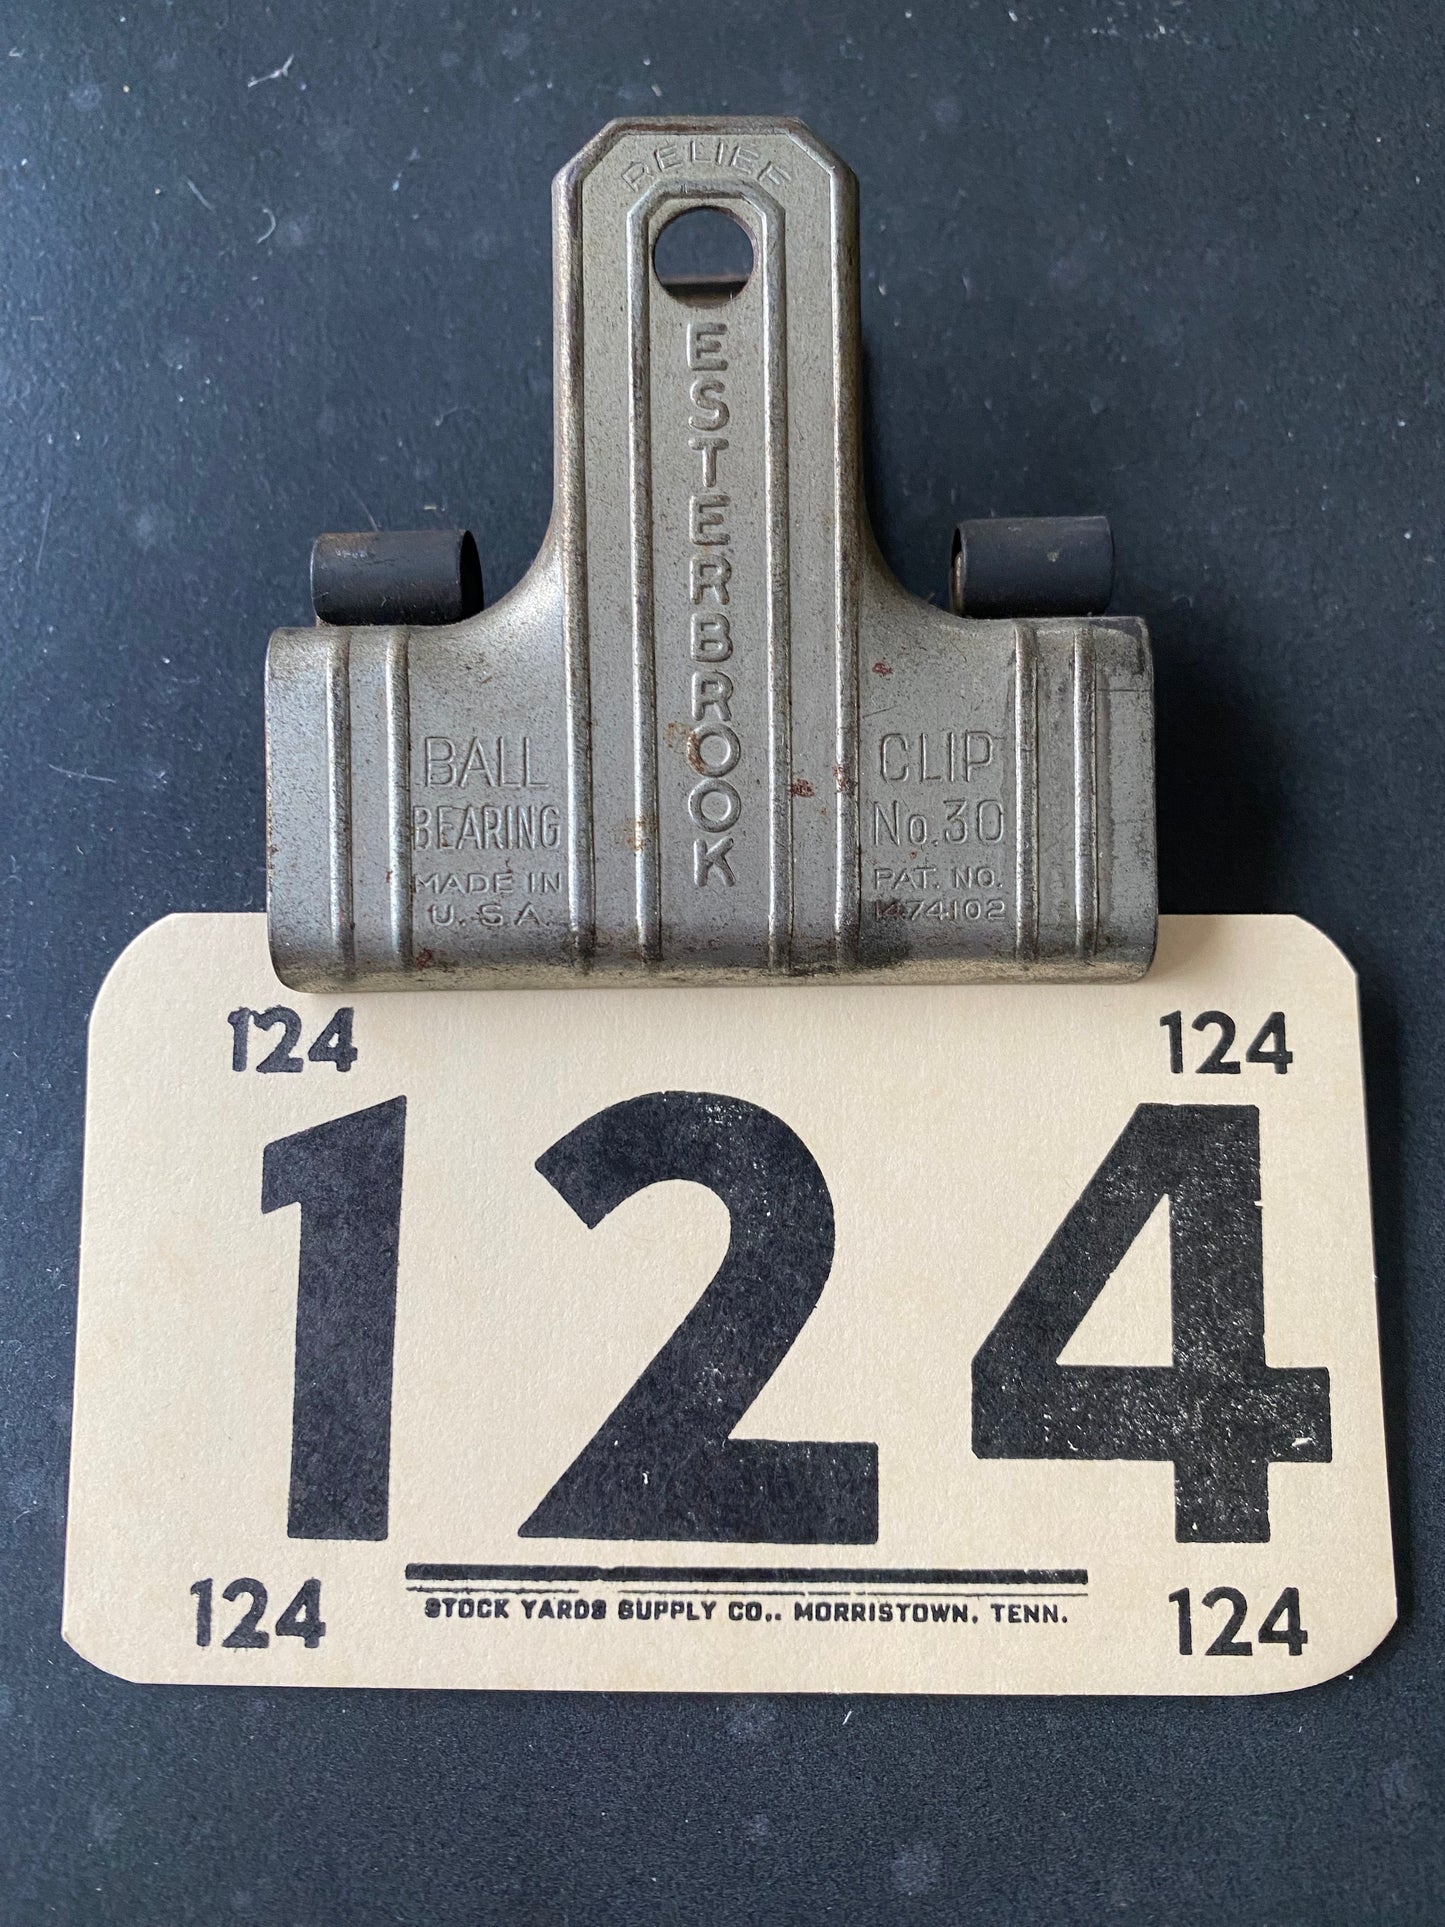 RELIEF
ESTERBROOK
BALL
BEARING
MADE IN
U.S.A.
CLIP
No.30
PAT. NO.
1474102
124 124
124
STOCK YARDS SUPPLY CO., MORRISTOWN, TENN.
124 124